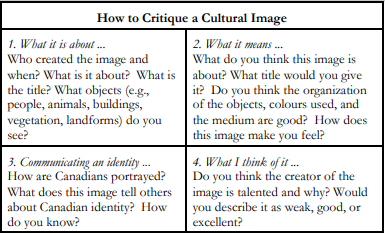 How to Critique a Cultural Image
1. What it is about ...
Who created the image and
when? What is it about?  What is
the title? What objects (e.g.,
people, animals, buildings,
vegetation, landforms) do you
see?
2. What it means ...
What do you think this image is
about? What title would you give
it?  Do you think the organization
of the objects, colours used, and
the medium are good?  How does
this image make you feel?
3. Communicating an identity ...
How are Canadians portrayed?
What does this image tell others
about Canadian identity?  How
do you know?
4. What I think of it ...
Do you think the creator of the
image is talented and why? Would
you describe it as weak, good, or
excellent?